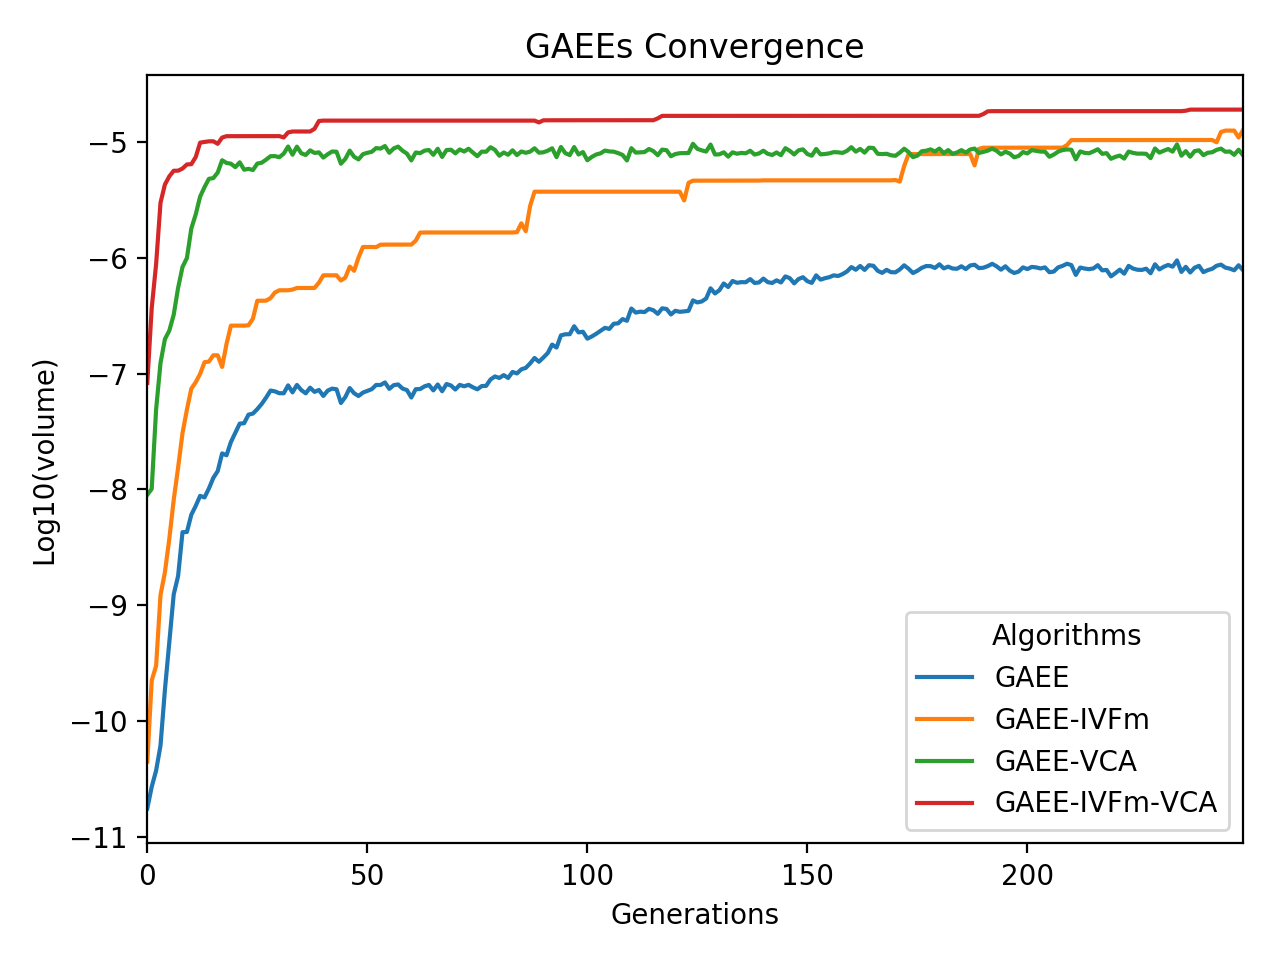 GAEEs Convergence
Log10(volume)
−5
−6
−7
−8
−9
−10
−11
0 50 100 150 200
Generations
Algorithms
GAEE
GAEE-IVFm
GAEE-VCA
GAEE-IVFm-VCA